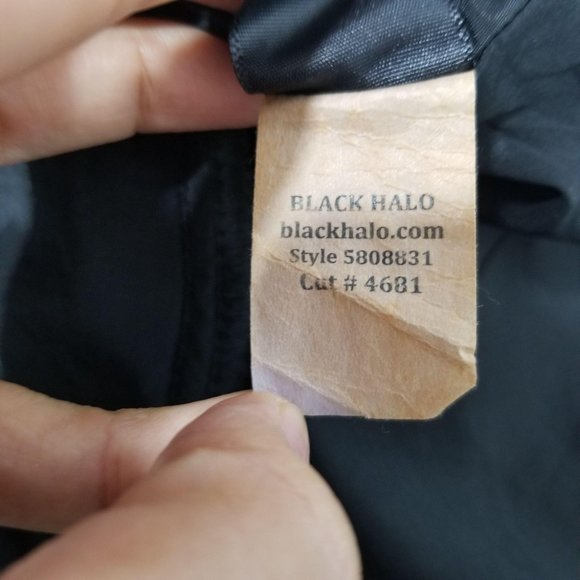 BLACK HALO
blackhalo.com
Style 5808831
Cut # 4681